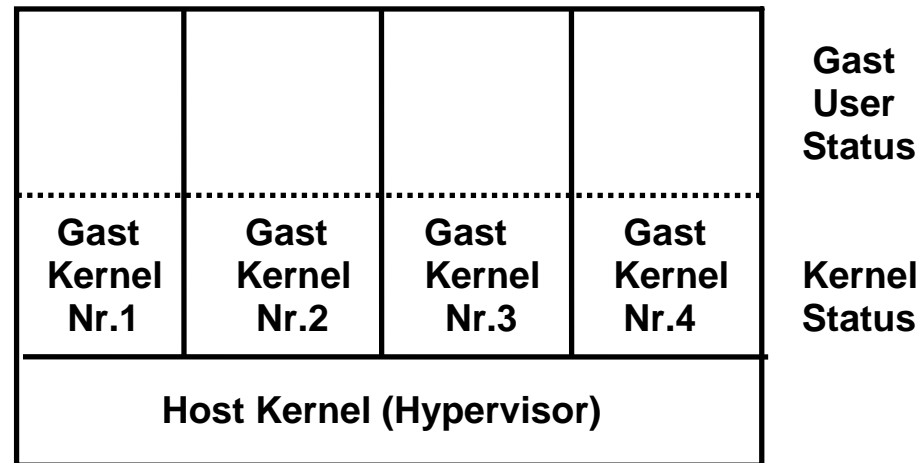 Gast
User
Status
Gast
Kernel
Nr.1
Gast
Kernel
Nr.2
Gast
Kernel
Nr.3
Gast
Kernel
Nr.4
Kernel
Status
Host Kernel (Hypervisor)